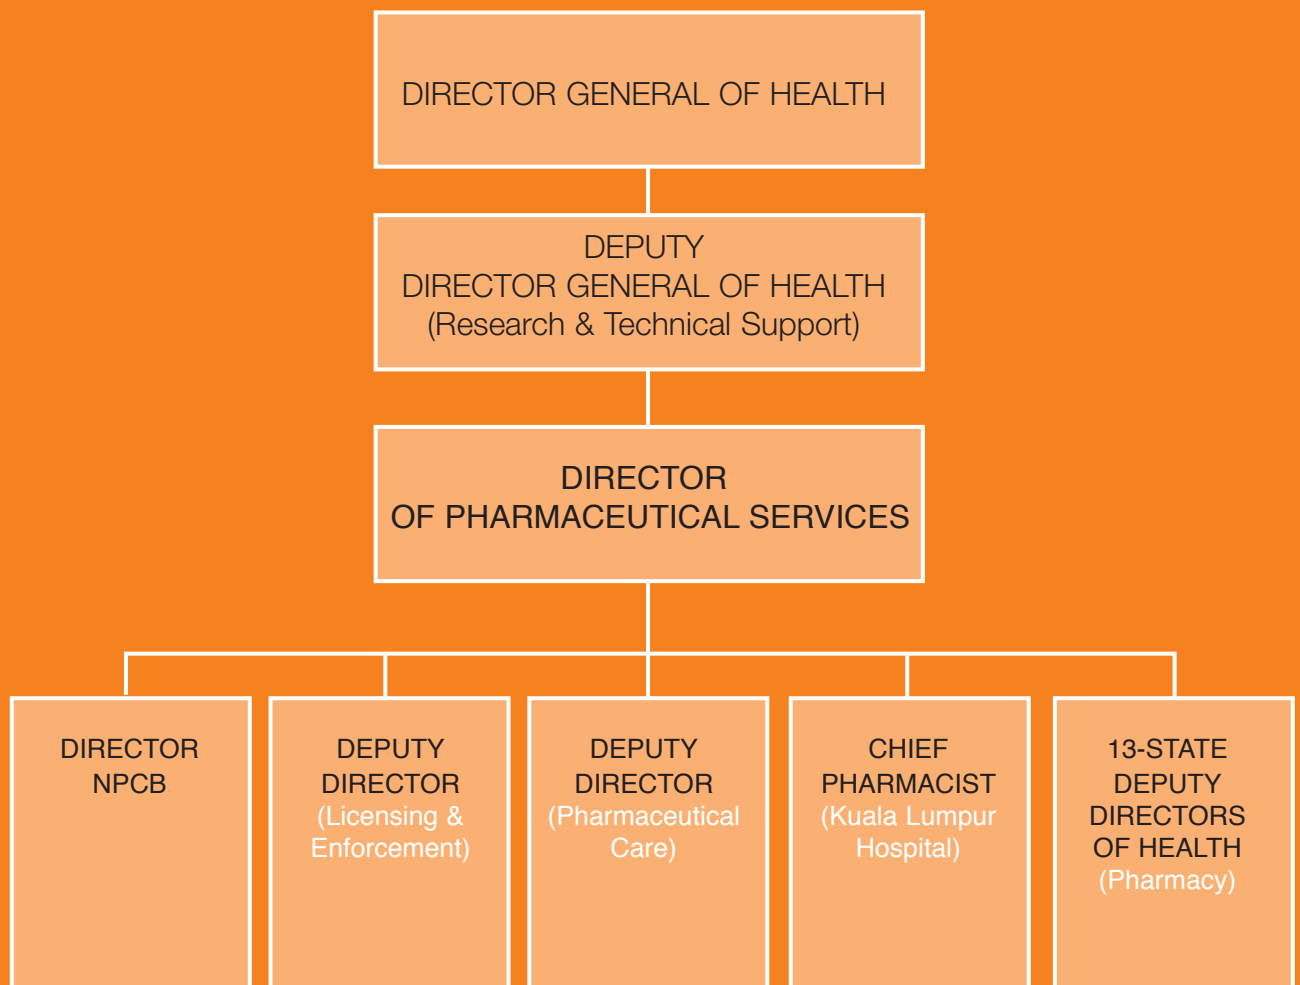 DIRECTOR GENERAL OF HEALTH
DEPUTY
DIRECTOR GENERAL OF HEALTH
(Research & Technical Support)
DIRECTOR
OF PHARMACEUTICAL SERVICES
DIRECTOR
NPCB
DEPUTY
DIRECTOR
(Licensing &
Enforcement)
DEPUTY
DIRECTOR
(Pharmaceutical
Care)
CHIEF
PHARMACIST
(Kuala Lumpur
Hospital)
13-STATE
DEPUTY
DIRECTORS
OF HEALTH
(Pharmacy)